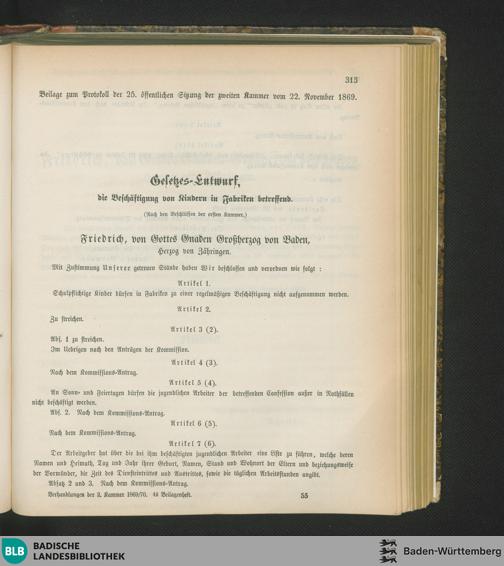 313
Beilage zum Protokoll der 25. öffentlichen Sitzung der zweiten Kammer vom 22. November 1869.
Gesetzes-Entwurf,
die Beschäftigung von Kindern in Fabriken betreffend.
(Nach den Beschlüssen der ersten Kammer.)
Friedrich, von Gottes Gnaden Großherzog von Baden,
Herzog von Zähringen.
Mit Zustimmung Unserer getreuen Stände haben Wir beschlossen und verordnen wie folgt :
Artikel 1.
Schulpflichtige Kinder dürfen in Fabriken zu einer regelmäßigen Beschäftigung nicht aufgenommen werden.
Artikel 2.
Zu streichen.
Artikel 3 (2).
Abs. 1 zu streichen.
Im Uebrigen nach den Anträgen der Kommission.
Artikel 4 (3).
Nach dem Kommissions-Antrag.
Artikel 5 (4).
An Sonn- und Feiertagen dürfen die jugendlichen Arbeiter der betreffenden Confession außer in Nothfällen
nicht beschäftigt werden.
Abs. 2. Nach dem Kommissions-Antrag.
Artikel 6 (5).
Nach dem Kommissions-Antrag.
Artikel 7 (6).
Der Arbeitgeber hat über die bei ihm beschäftigten jugendlichen Arbeiter eine Liste zu führen, welche deren
Namen und Heimath, Tag und Jahr ihrer Geburt, Namen, Stand und Wohnort der Eltern und beziehungsweise
der Vormünder, die Zeit des Diensteintrittes und Austrittes, sowie die täglichen Arbeitsstunden angibt.
Absatz 2 und 3. Nach dem Kommissions-Antrag.
Verhandlungen der 2. Kammer 1869/70. 4s Beilagenheft. 55
BLB BADISCHE
LANDESBIBLIOTHEK
Baden-Württemberg